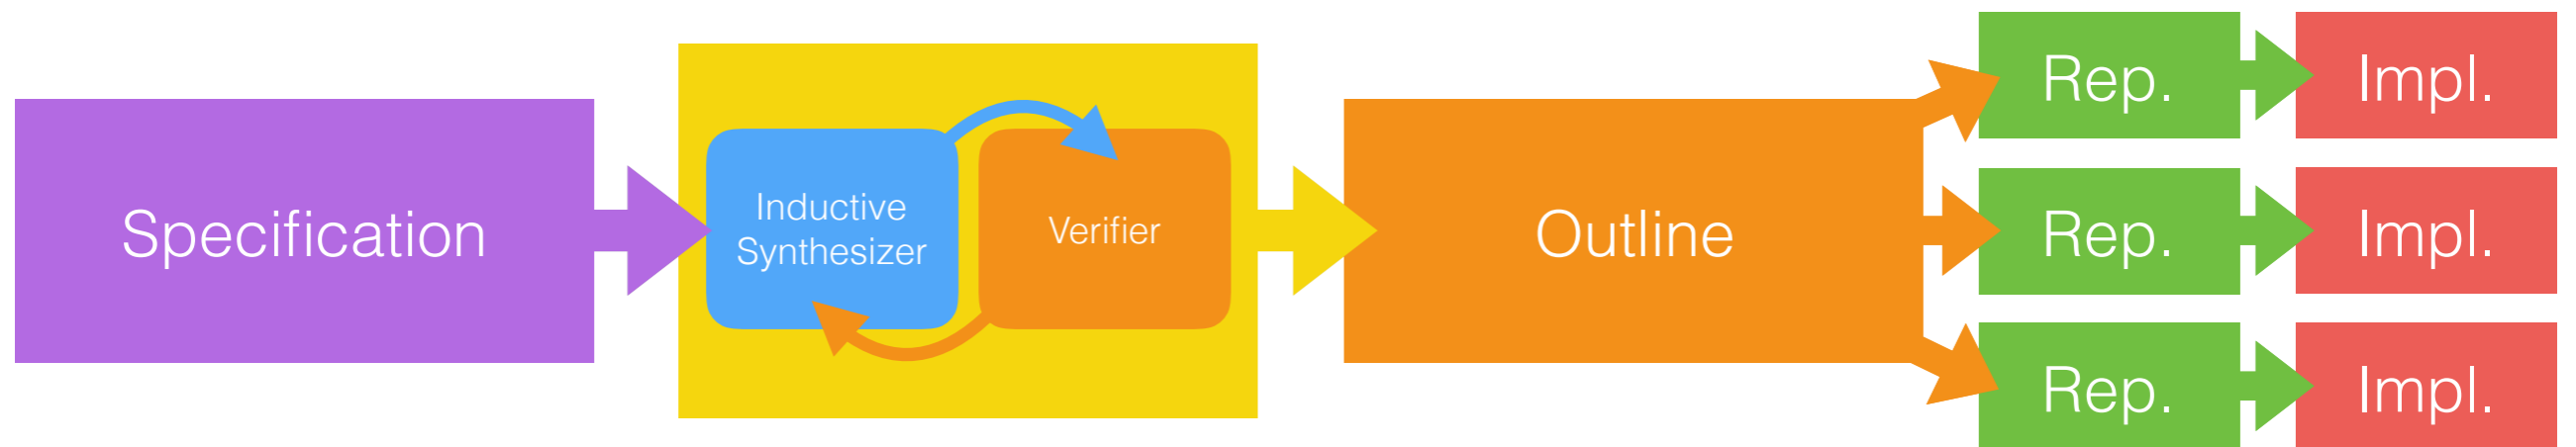 Specification
Inductive
Synthesizer
Verifier
Outline
Rep.
Impl.
Rep.
Impl.
Rep.
Impl.